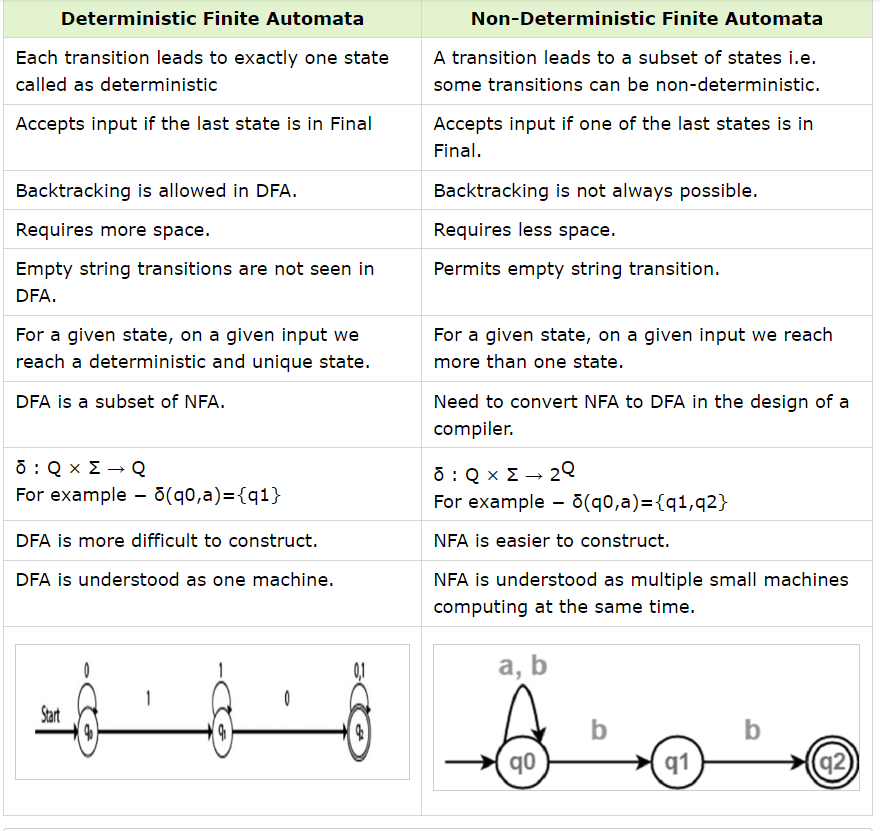 Deterministic Finite Automata
Non-Deterministic Finite Automata
Each transition leads to exactly one state
called as deterministic
A transition leads to a subset of states i.e.
some transitions can be non-deterministic.
Accepts input if the last state is in Final
Accepts input if one of the last states is in
Final.
Backtracking is allowed in DFA.
Backtracking is not always possible.
Requires more space.
Requires less space.
Empty string transitions are not seen in
DFA.
Permits empty string transition.
For a given state, on a given input we
reach a deterministic and unique state.
For a given state, on a given input we reach
more than one state.
DFA is a subset of NFA.
Need to convert NFA to DFA in the design of a
compiler.
δ : Q × Σ → Q
For example – δ(q0,a)={q1}
δ : Q × Σ → 2^Q
For example – δ(q0,a)={q1,q2}
DFA is more difficult to construct.
NFA is easier to construct.
DFA is understood as one machine.
NFA is understood as multiple small machines
computing at the same time.
0
1
0,1
1
0
Start
q0
q1
q2
a, b
b
b
q0
q1
q2